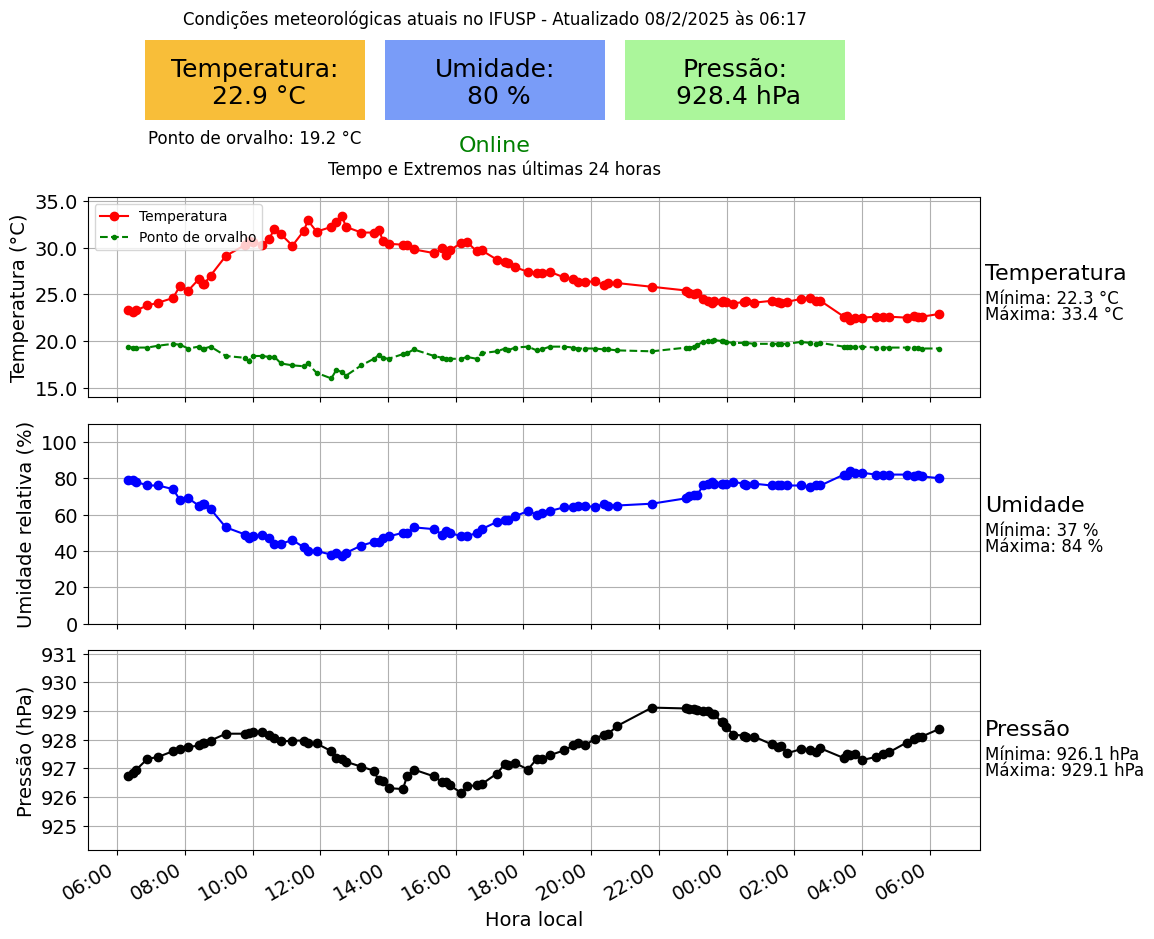 Condições meteorológicas atuais no IFUSP - Atualizado 08/2/2025 às 06:17
Temperatura:
22.9 °C
Umidade:
80 %
Pressão:
928.4 hPa
Ponto de orvalho: 19.2 °C
Online
Tempo e Extremos nas últimas 24 horas
Temperatura (°C)
35.0
30.0
25.0
20.0
15.0
Temperatura
Ponto de orvalho
Temperatura
Mínima: 22.3 °C
Máxima: 33.4 °C
Umidade relativa (%)
100
80
60
40
20
0
Umidade
Mínima: 37 %
Máxima: 84 %
Pressão (hPa)
931
930
929
928
927
926
925
Pressão
Mínima: 926.1 hPa
Máxima: 929.1 hPa
06:00 08:00 10:00 12:00 14:00 16:00 18:00 20:00 22:00 00:00 02:00 04:00 06:00
Hora local